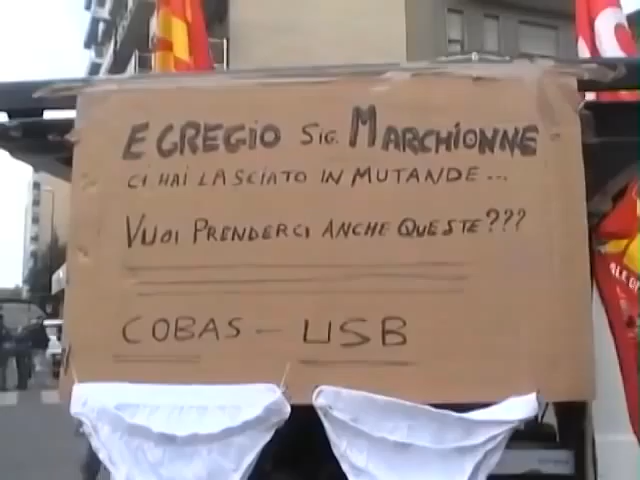 EGREGIO SIG. MARCHIONNE
CI HAI LASCIATO IN MUTANDE...
VUOI PRENDERCI ANCHE QUESTE???
COBAS - USB